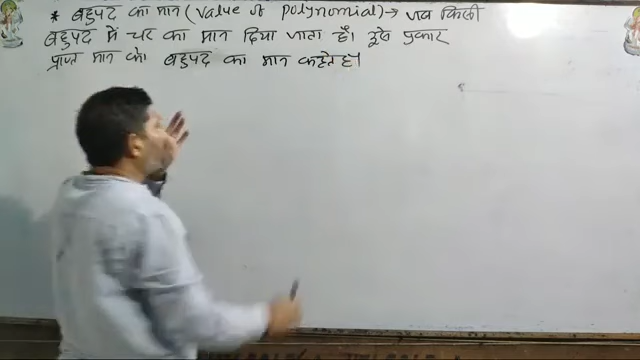 * बहुपद का मान (Value of polynomial) → जब किसी
बहुपद में चर का मान दिया जाता है। इस प्रकार
प्राप्त मान को बहुपद का मान कहते है।